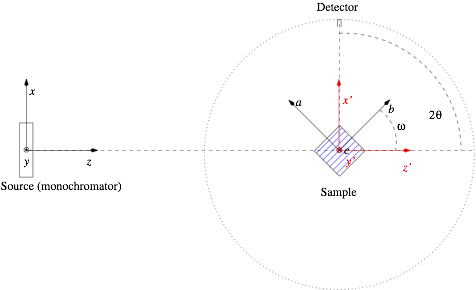 Detector
x
a
x'
b
2θ
ω
y
z
c
y'
z'
Source (monochromator)
Sample